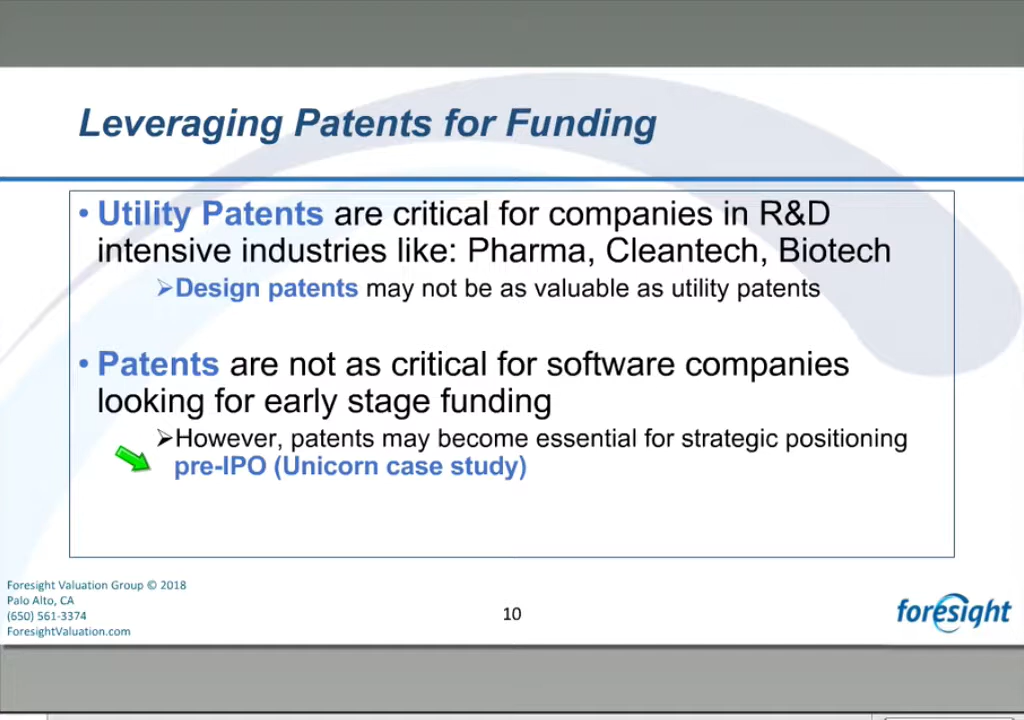 Leveraging Patents for Funding
• Utility Patents are critical for companies in R&D
intensive industries like: Pharma, Cleantech, Biotech
➢Design patents may not be as valuable as utility patents
• Patents are not as critical for software companies
looking for early stage funding
➢However, patents may become essential for strategic positioning
pre-IPO (Unicorn case study)
Foresight Valuation Group © 2018
Palo Alto, CA
(650) 561-3374
ForesightValuation.com
10
foresight